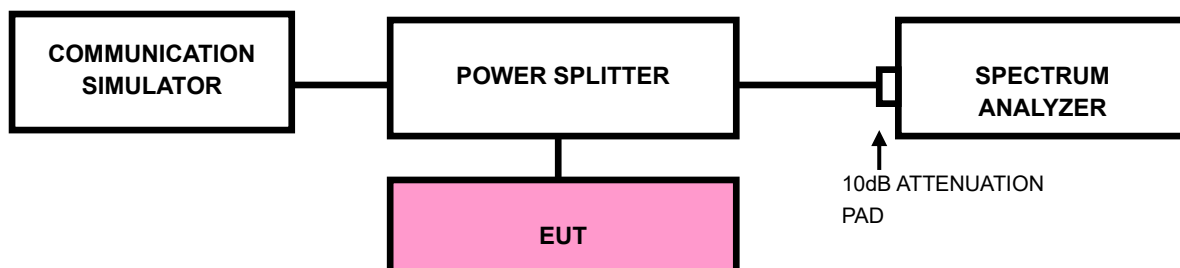 COMMUNICATION
SIMULATOR
POWER SPLITTER
SPECTRUM
ANALYZER
10dB ATTENUATION
PAD
EUT